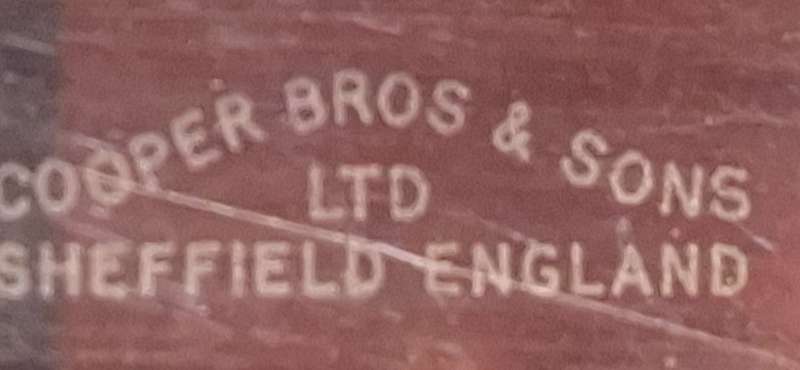 COOPER BROS & SONS
LTD
SHEFFIELD ENGLAND